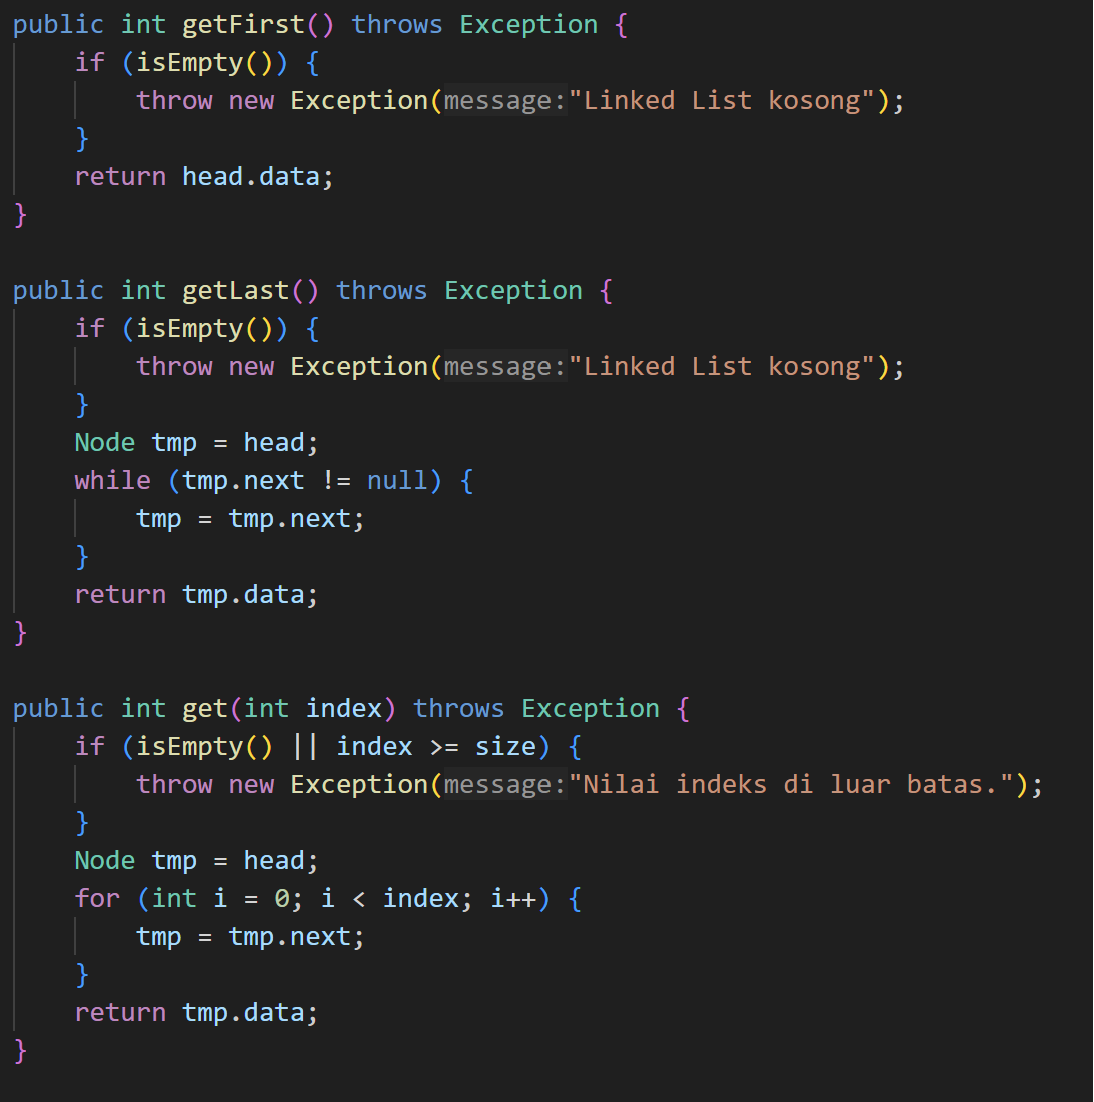 public int getFirst() throws Exception {
    if (isEmpty()) {
        throw new Exception(message:"Linked List kosong");
    }
    return head.data;
}

public int getLast() throws Exception {
    if (isEmpty()) {
        throw new Exception(message:"Linked List kosong");
    }
    Node tmp = head;
    while (tmp.next != null) {
        tmp = tmp.next;
    }
    return tmp.data;
}

public int get(int index) throws Exception {
    if (isEmpty() || index >= size) {
        throw new Exception(message:"Nilai indeks di luar batas.");
    }
    Node tmp = head;
    for (int i = 0; i < index; i++) {
        tmp = tmp.next;
    }
    return tmp.data;
}